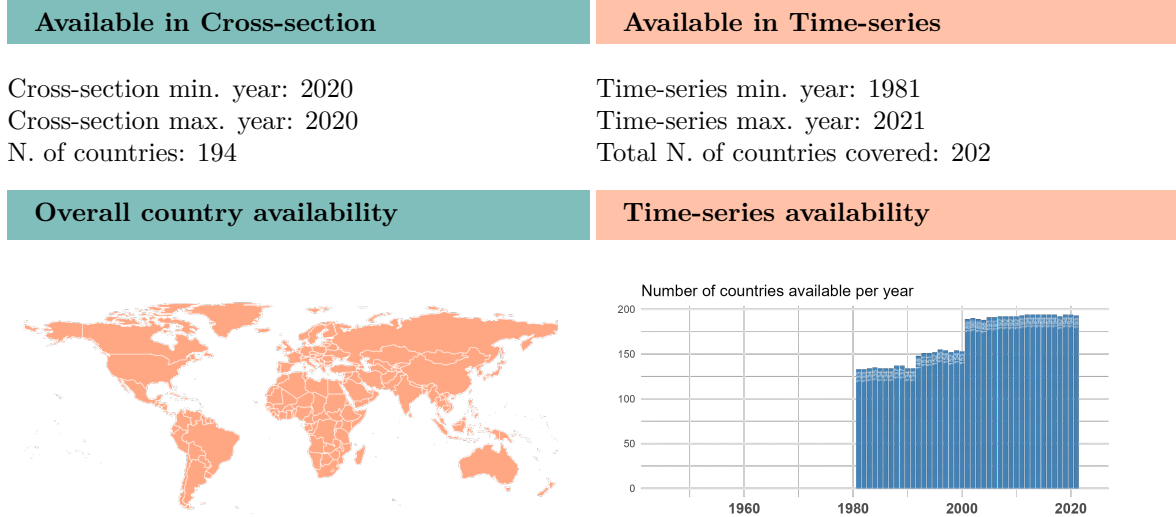 Available in Cross-section
Available in Time-series
Cross-section min. year: 2020
Cross-section max. year: 2020
N. of countries: 194
Time-series min. year: 1981
Time-series max. year: 2021
Total N. of countries covered: 202
Overall country availability
Time-series availability
Number of countries available per year
200
150
100
50
0
1960 1980 2000 2020